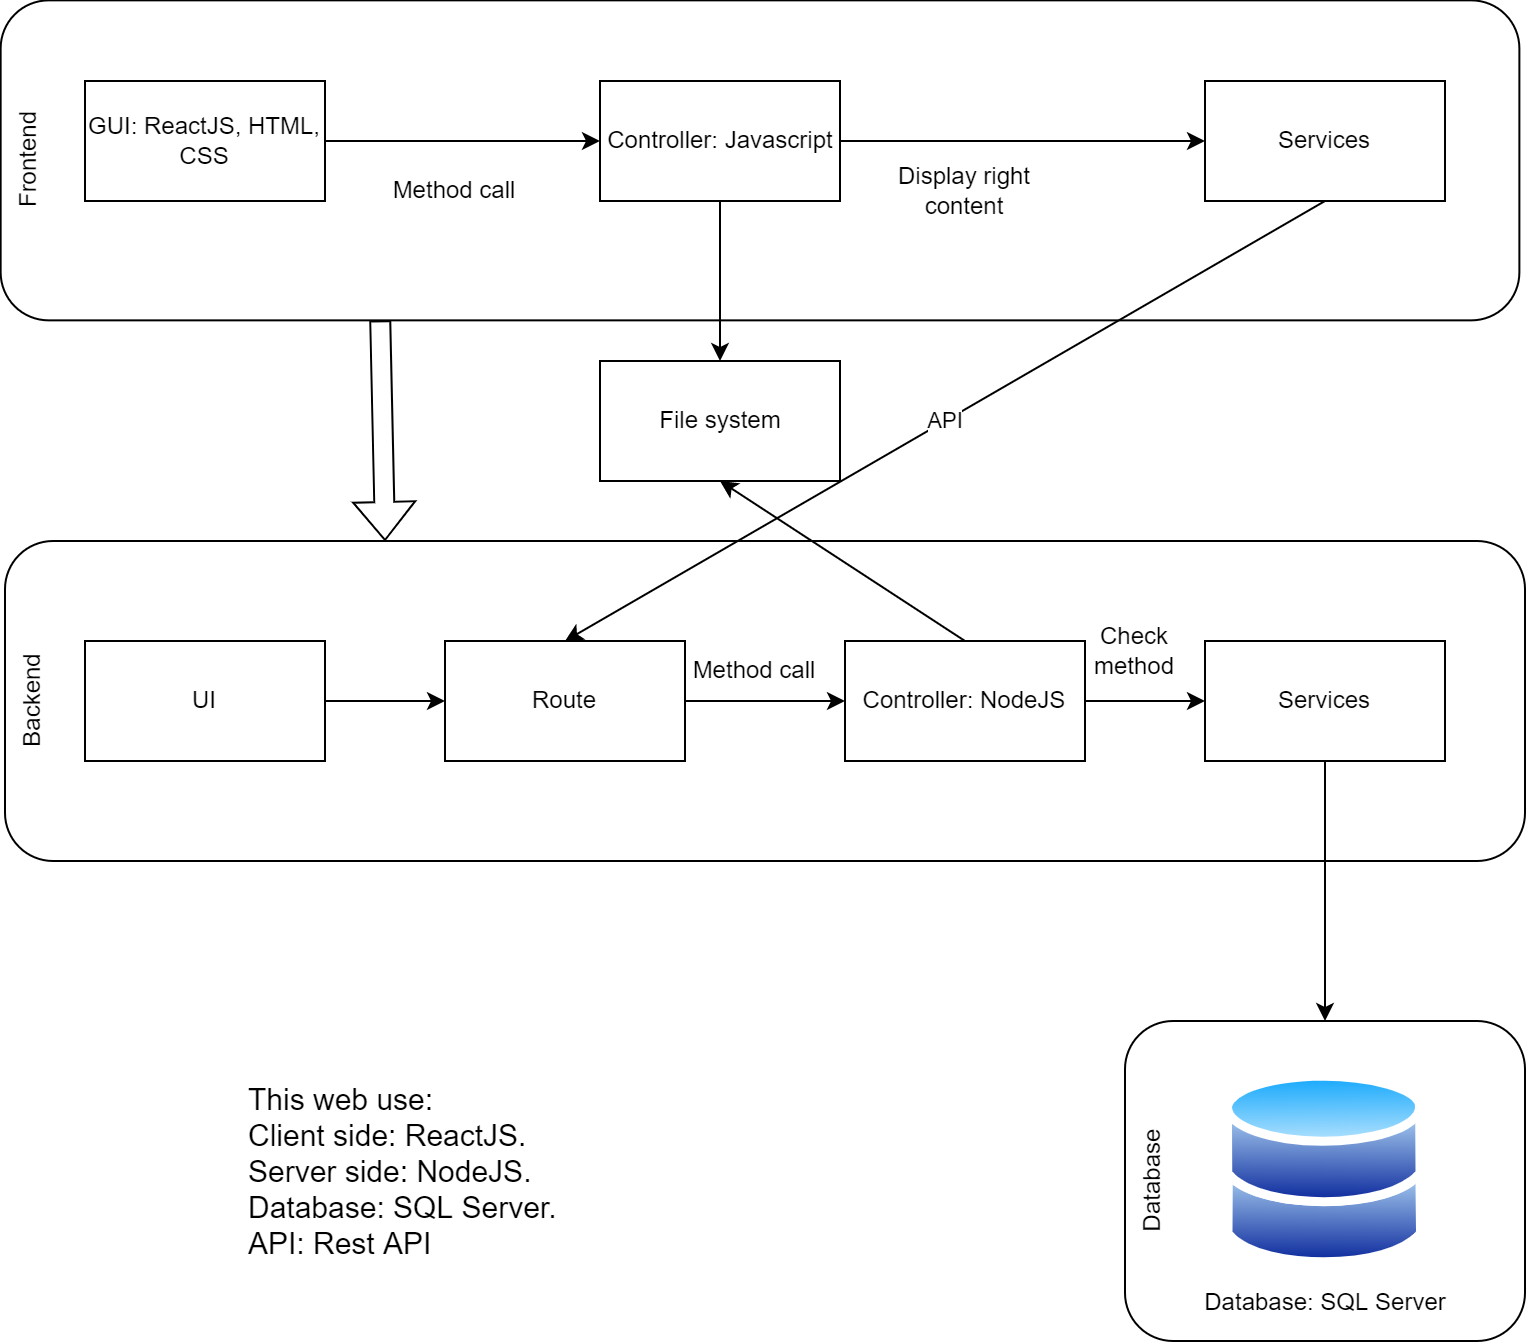 Frontend
GUI: ReactJS, HTML,
CSS
Method call
Controller: Javascript
Display right
content
Services
File system
API
Backend
UI
Route
Method call
Controller: NodeJS
Check
method
Services
This web use:
Client side: ReactJS.
Server side: NodeJS.
Database: SQL Server.
API: Rest API
Database
Database: SQL Server